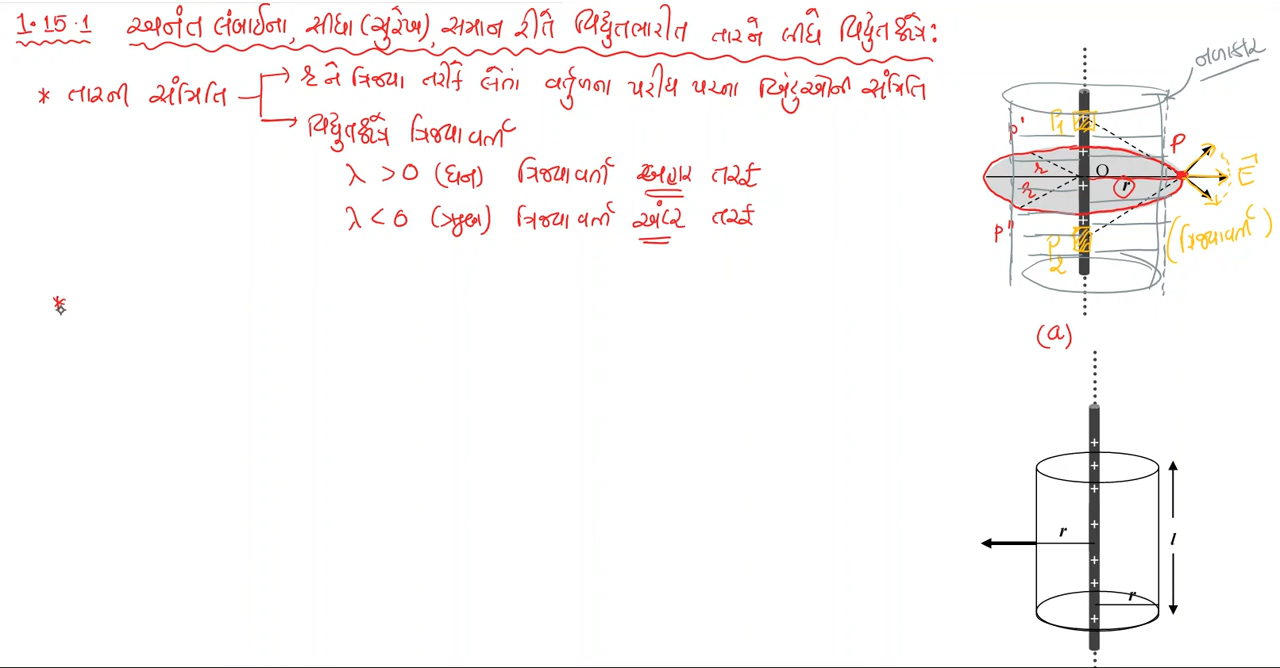 1.15.1 અનંત લંબાઈના, સીધા (સુરેખ), સમાન રીતે વિદ્યુતભારીત તારને લીધે વિદ્યુતક્ષેત્ર:
* તારની સંમિતિ → r ને ત્રિજ્યા તરીકે લેતાં વર્તુળના પરીઘ પરના બિંદુઓની સંમિતિ
→ વિદ્યુતક્ષેત્ર ત્રિજ્યાવર્તી
λ > 0 (ધન) ત્રિજ્યાવર્તી બહાર તરફ
λ < 0 (ઋણ) ત્રિજ્યાવર્તી અંદર તરફ
*
નળાકાર
P1
P'
P
r
O
r
E⃗
r
P"
P2
(ત્રિજ્યાવર્તી)
(a)
r
l
r